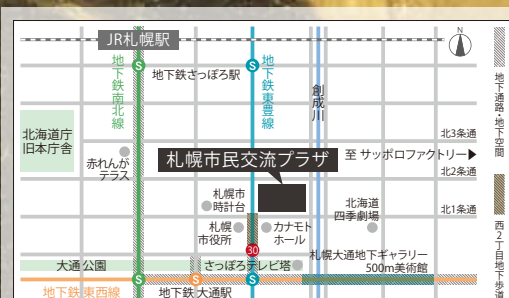 JR札幌駅
N
S
S
地下鉄さっぽろ駅
地下鉄南北線
地下鉄東豊線
創成川
地下通路・地下空間
北海道庁
旧本庁舎
北3条通
赤れんが
テラス
札幌市民交流プラザ
至 サッポロファクトリー▶
北2条通
札幌市
時計台
北海道
四季劇場
北1条通
札幌
市役所
カナモト
ホール
30
西2丁目地下歩道
大通公園
さっぽろテレビ塔
札幌大通地下ギャラリー
500m美術館
S
S
S
地下鉄東西線
地下鉄 大通駅